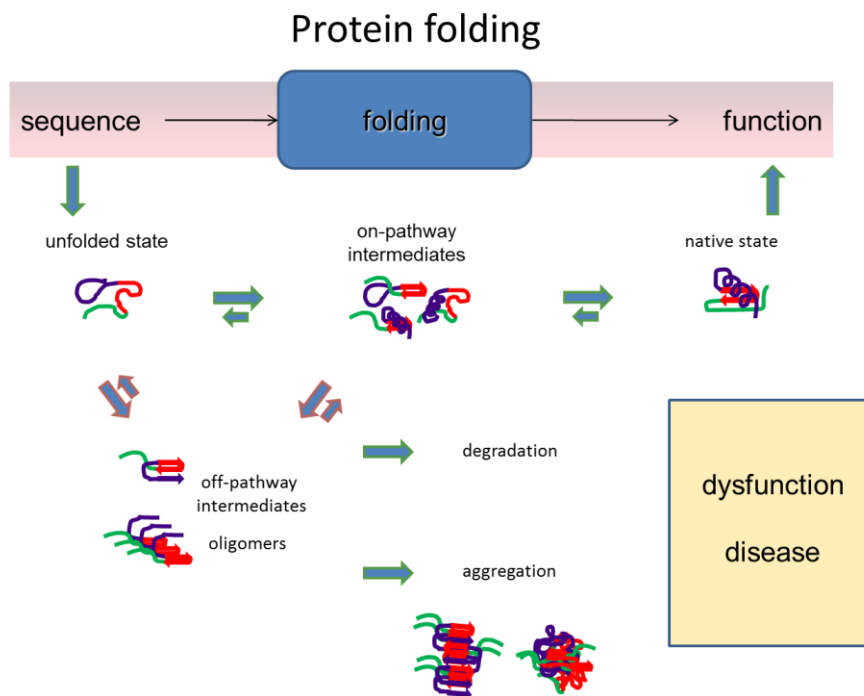 Protein folding
sequence
folding
function
unfolded state
on-pathway
intermediates
native state
off-pathway
intermediates
oligomers
degradation
aggregation
dysfunction
disease